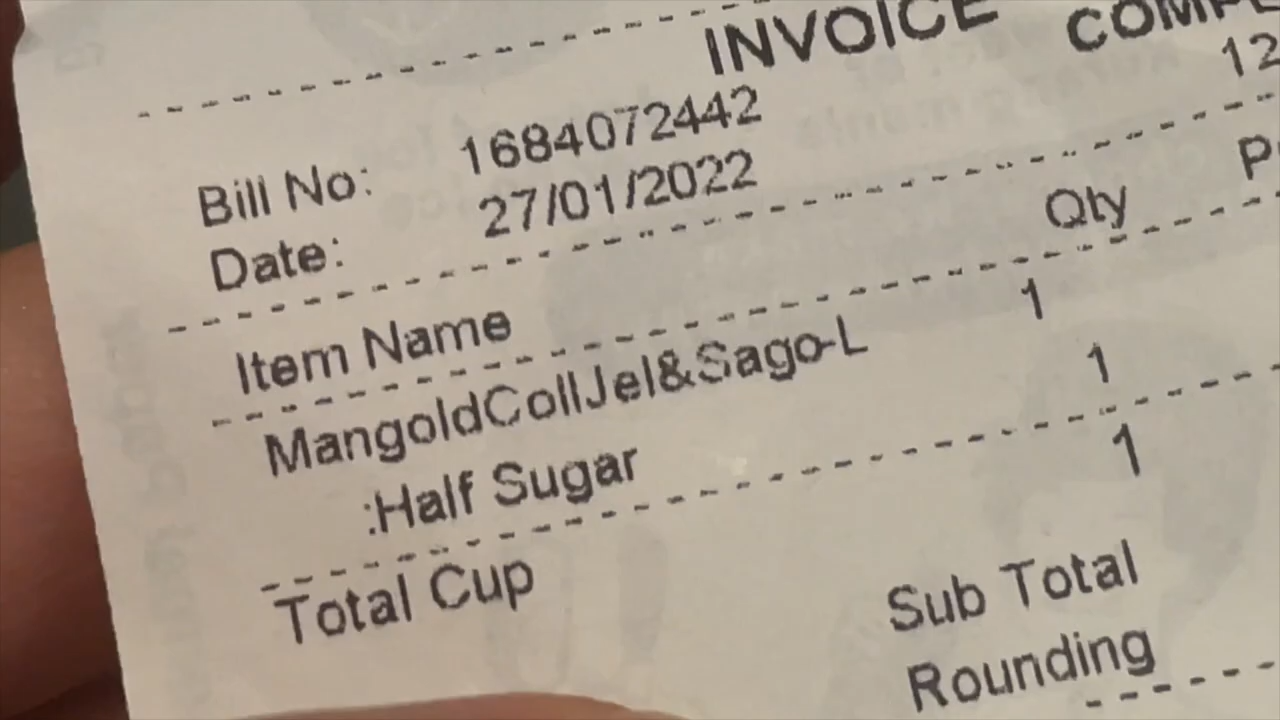 INVOICE COMPL
12
Bill No: 1684072442
Date: 27/01/2022
Item Name Qty
MangoldCollJel&Sago-L 1
:Half Sugar 1
Total Cup 1
Sub Total
Rounding